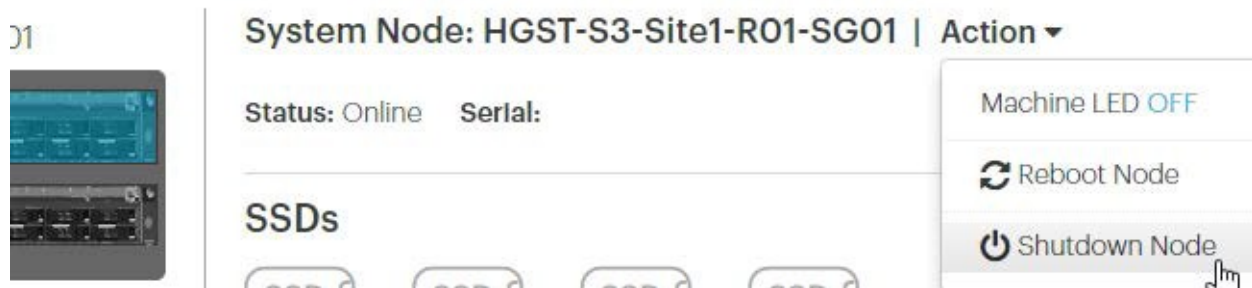 01
System Node: HGST-S3-Site1-R01-SG01 | Action
Status: Online Serial:
Machine LED OFF
Reboot Node
SSDs
Shutdown Node